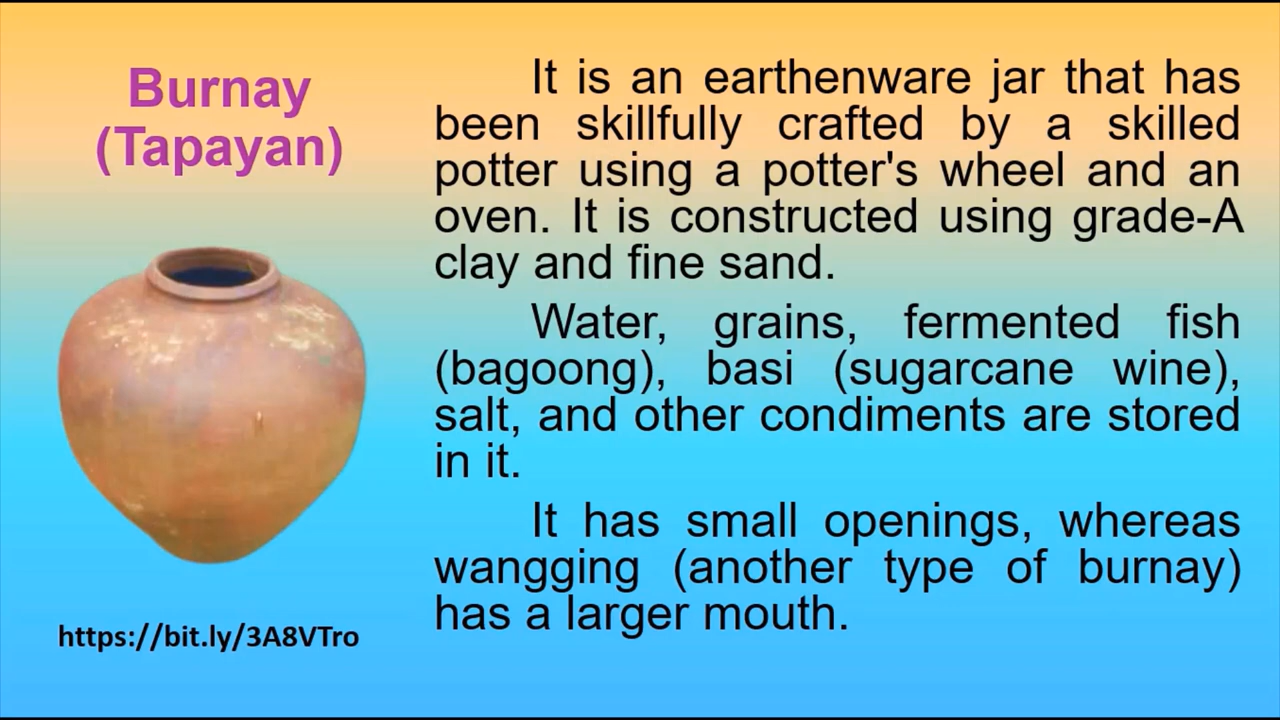 Burnay
(Tapayan)
It is an earthenware jar that has
been skillfully crafted by a skilled
potter using a potter's wheel and an
oven. It is constructed using grade-A
clay and fine sand.
Water, grains, fermented fish
(bagoong), basi (sugarcane wine),
salt, and other condiments are stored
in it.
It has small openings, whereas
wangging (another type of burnay)
has a larger mouth.
https://bit.ly/3A8VTro